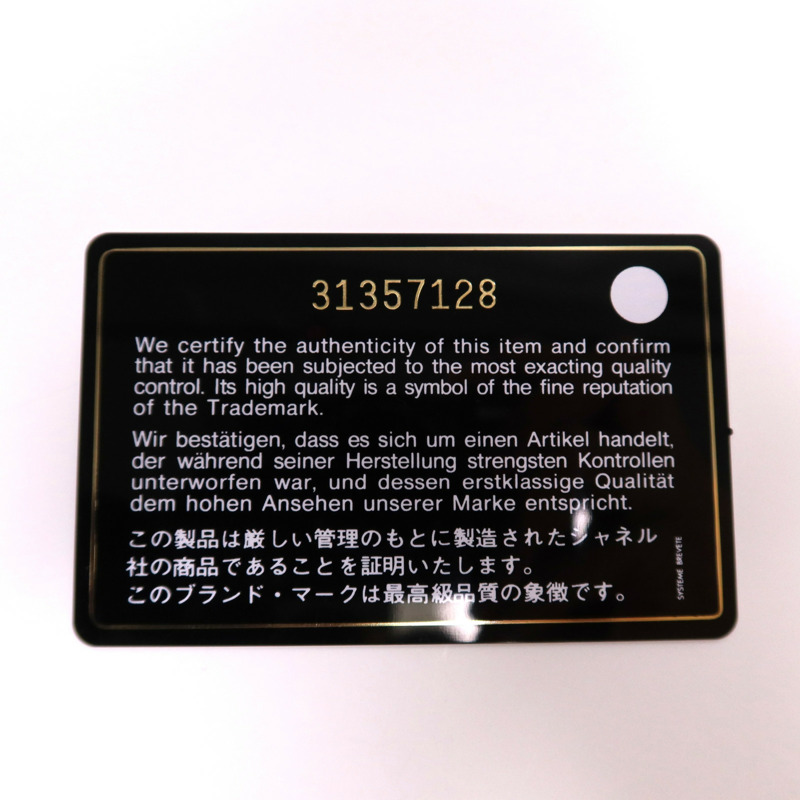 31357128
We certify the authenticity of this item and confirm
that it has been subjected to the most exacting quality
control. Its high quality is a symbol of the fine reputation
of the Trademark.
Wir bestätigen, dass es sich um einen Artikel handelt,
der während seiner Herstellung strengsten Kontrollen
unterworfen war, und dessen erstklassige Qualität
dem hohen Ansehen unserer Marke entspricht.
この製品は厳しい管理のもとに製造されたシャネル
社の商品であることを証明いたします。
このブランド・マークは最高級品質の象徴です。
SYSTEME BREVETE